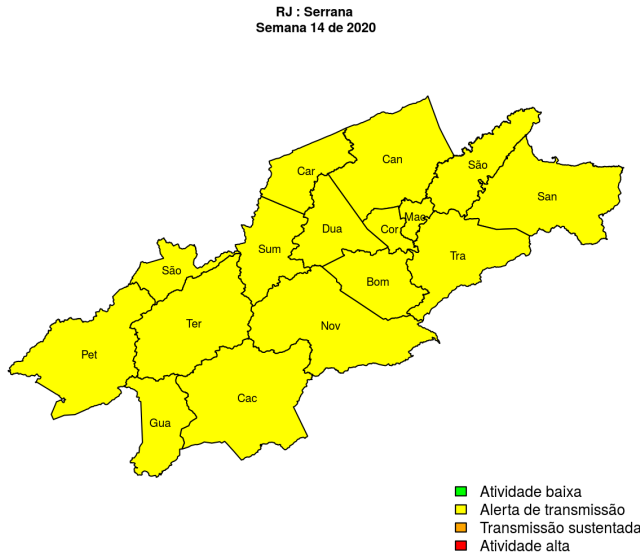 RJ : Serrana
Semana 14 de 2020
Can
São
Car
San
Mac
Dua
Cor
Sum
Tra
São
Bom
Ter
Nov
Pet
Cac
Gua
Atividade baixa
Alerta de transmissão
Transmissão sustentada
Atividade alta